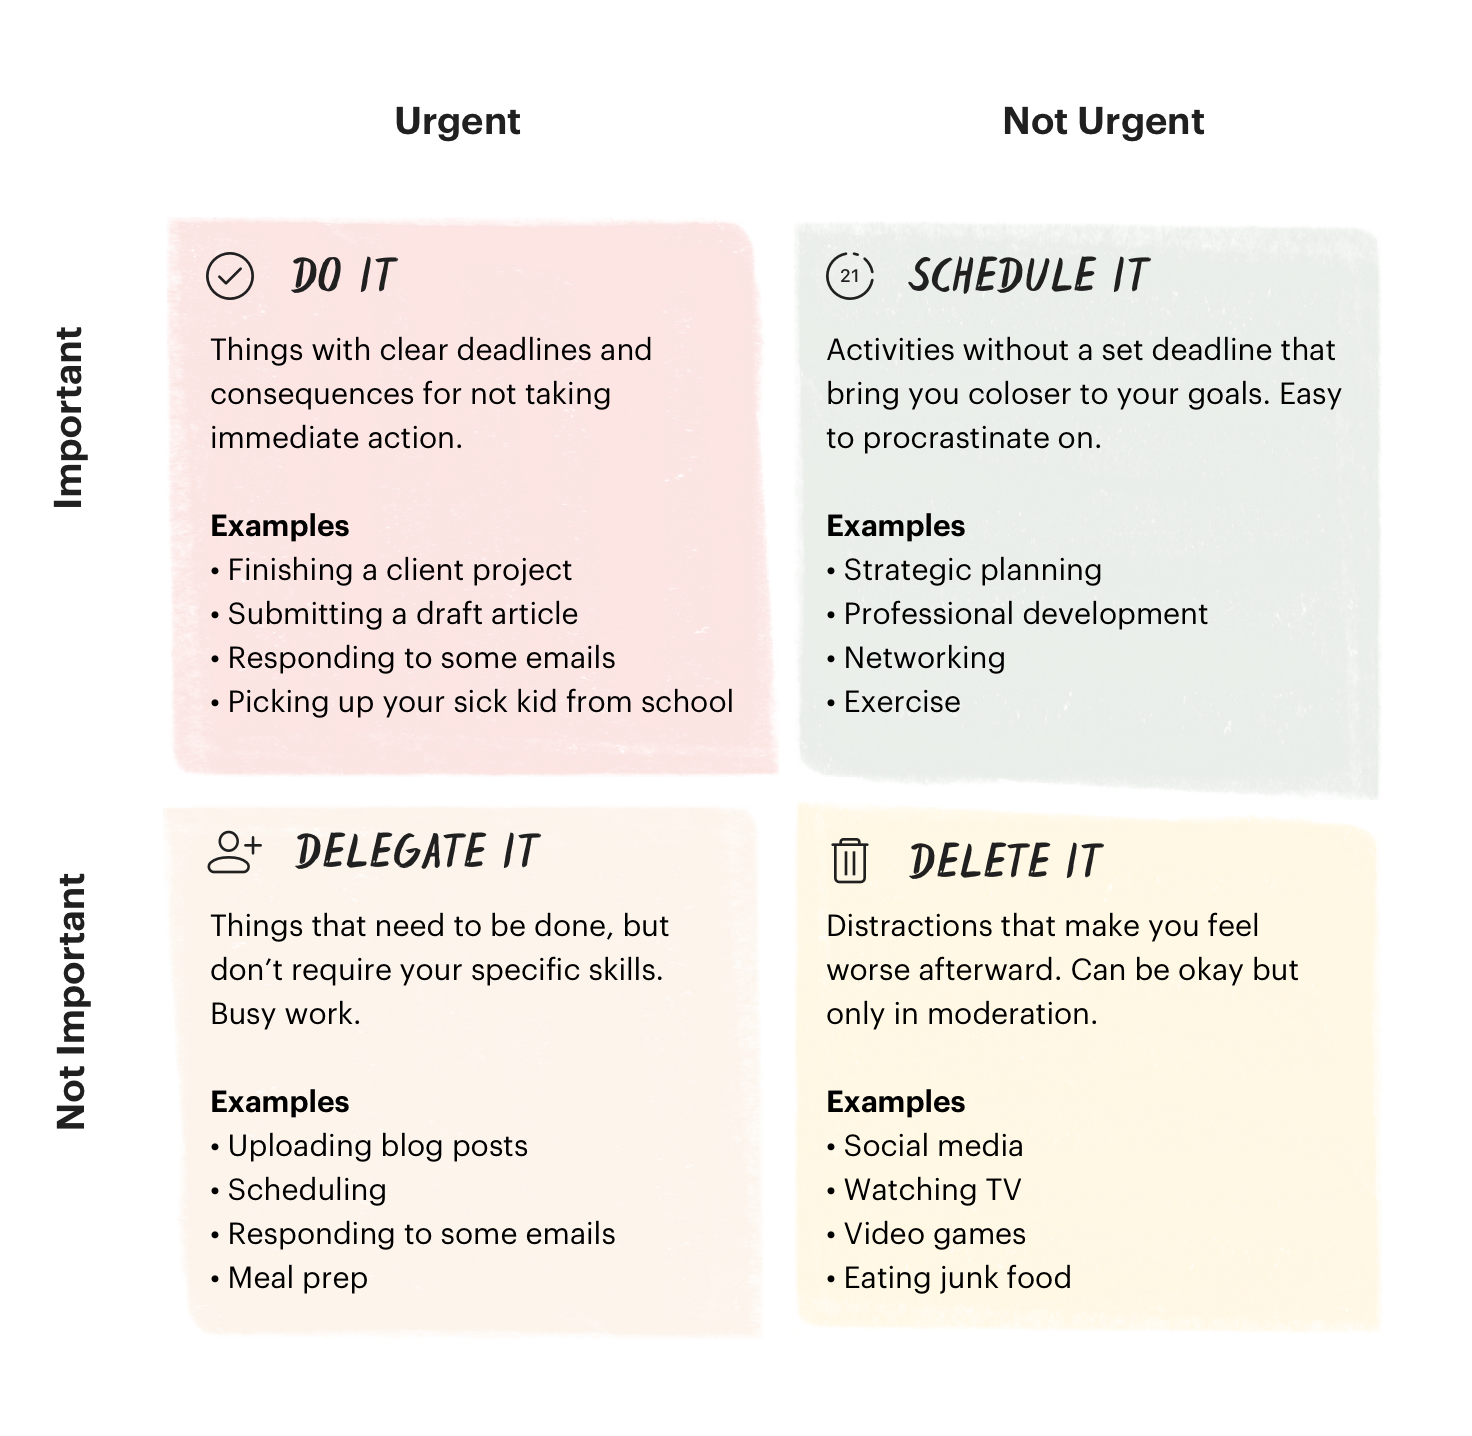 Urgent
Not Urgent
Important
DO IT
Things with clear deadlines and
consequences for not taking
immediate action.
Examples
• Finishing a client project
• Submitting a draft article
• Responding to some emails
• Picking up your sick kid from school
21
SCHEDULE IT
Activities without a set deadline that
bring you coloser to your goals. Easy
to procrastinate on.
Examples
• Strategic planning
• Professional development
• Networking
• Exercise
Not Important
DELEGATE IT
Things that need to be done, but
don’t require your specific skills.
Busy work.
Examples
• Uploading blog posts
• Scheduling
• Responding to some emails
• Meal prep
DELETE IT
Distractions that make you feel
worse afterward. Can be okay but
only in moderation.
Examples
• Social media
• Watching TV
• Video games
• Eating junk food